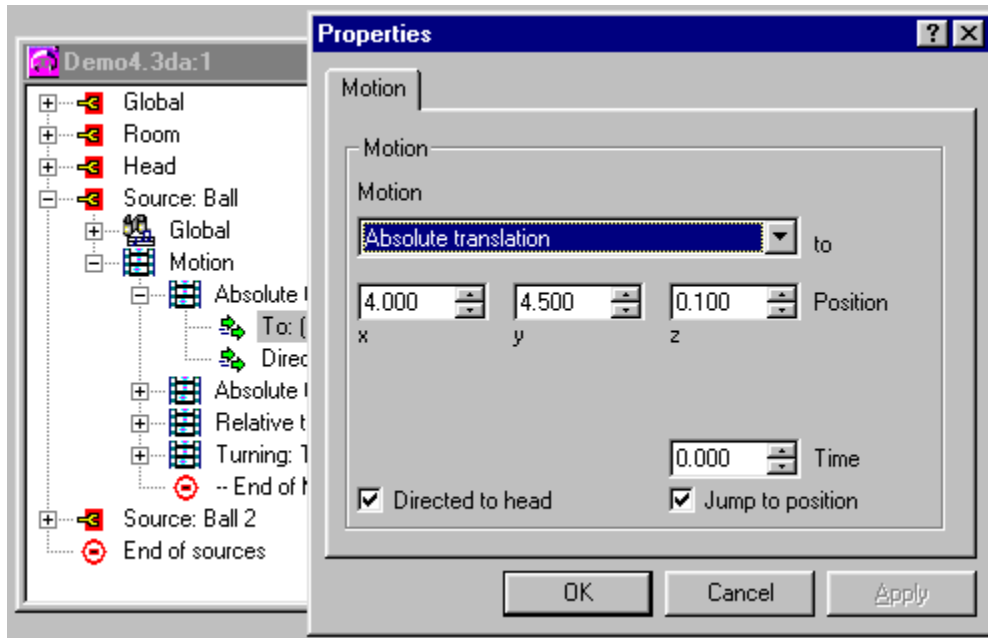 Demo4.3da:1
Global
Room
Head
Source: Ball
Global
Motion
Absolute
To: (
Direc
Absolute
Relative t
Turning: T
-- End of
Source: Ball 2
End of sources
Properties
Motion
Motion
Motion
Absolute translation
to
4.000 4.500 0.100 Position
x y z
0.000 Time
Directed to head Jump to position
OK Cancel Apply